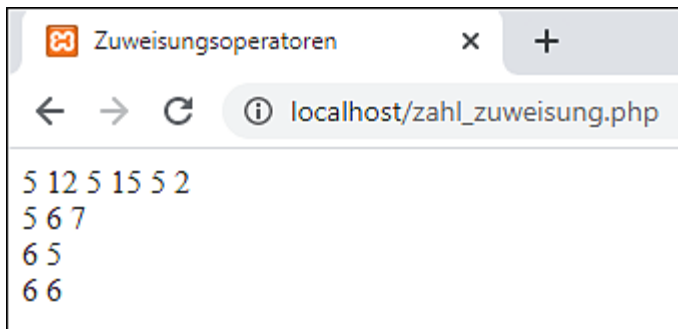 Zuweisungsoperatoren
localhost/zahl_zuweisung.php
5 12 5 15 5 2
5 6 7
6 5
6 6